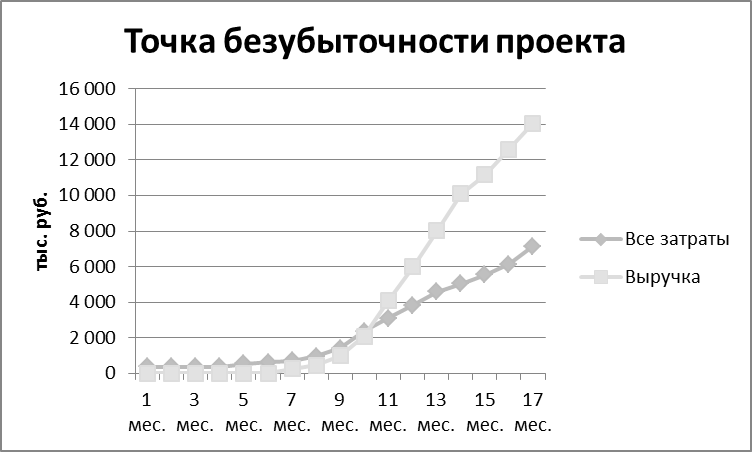 Точка безубыточности проекта
тыс. руб.
16 000
14 000
12 000
10 000
8 000
6 000
4 000
2 000
0
1 3 5 7 9 11 13 15 17
мес. мес. мес. мес. мес. мес. мес. мес. мес.
Все затраты
Выручка